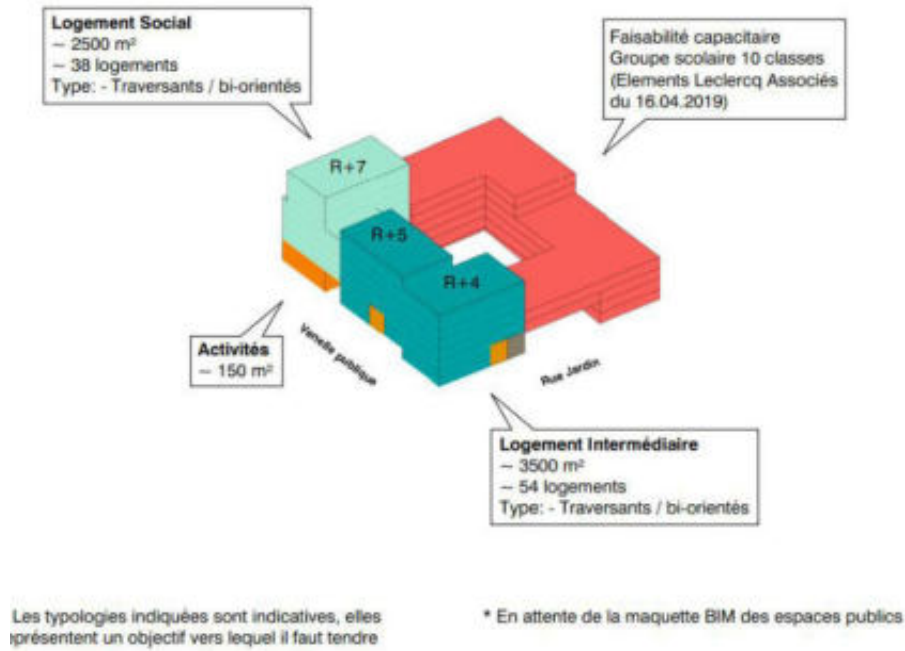 Logement Social
~ 2500 m²
~ 38 logements
Type: - Traversants / bi-orientés
Faisabilité capacitaire
Groupe scolaire 10 classes
(Elements Leclercq Associés
du 16.04.2019)
R+7
R+5
R+4
Activités
~ 150 m²
Venelle publique
Rue Jardin
Logement Intermédiaire
~ 3500 m²
~ 54 logements
Type: - Traversants / bi-orientés
Les typologies indiquées sont indicatives, elles
présentent un objectif vers lequel il faut tendre
* En attente de la maquette BIM des espaces publics